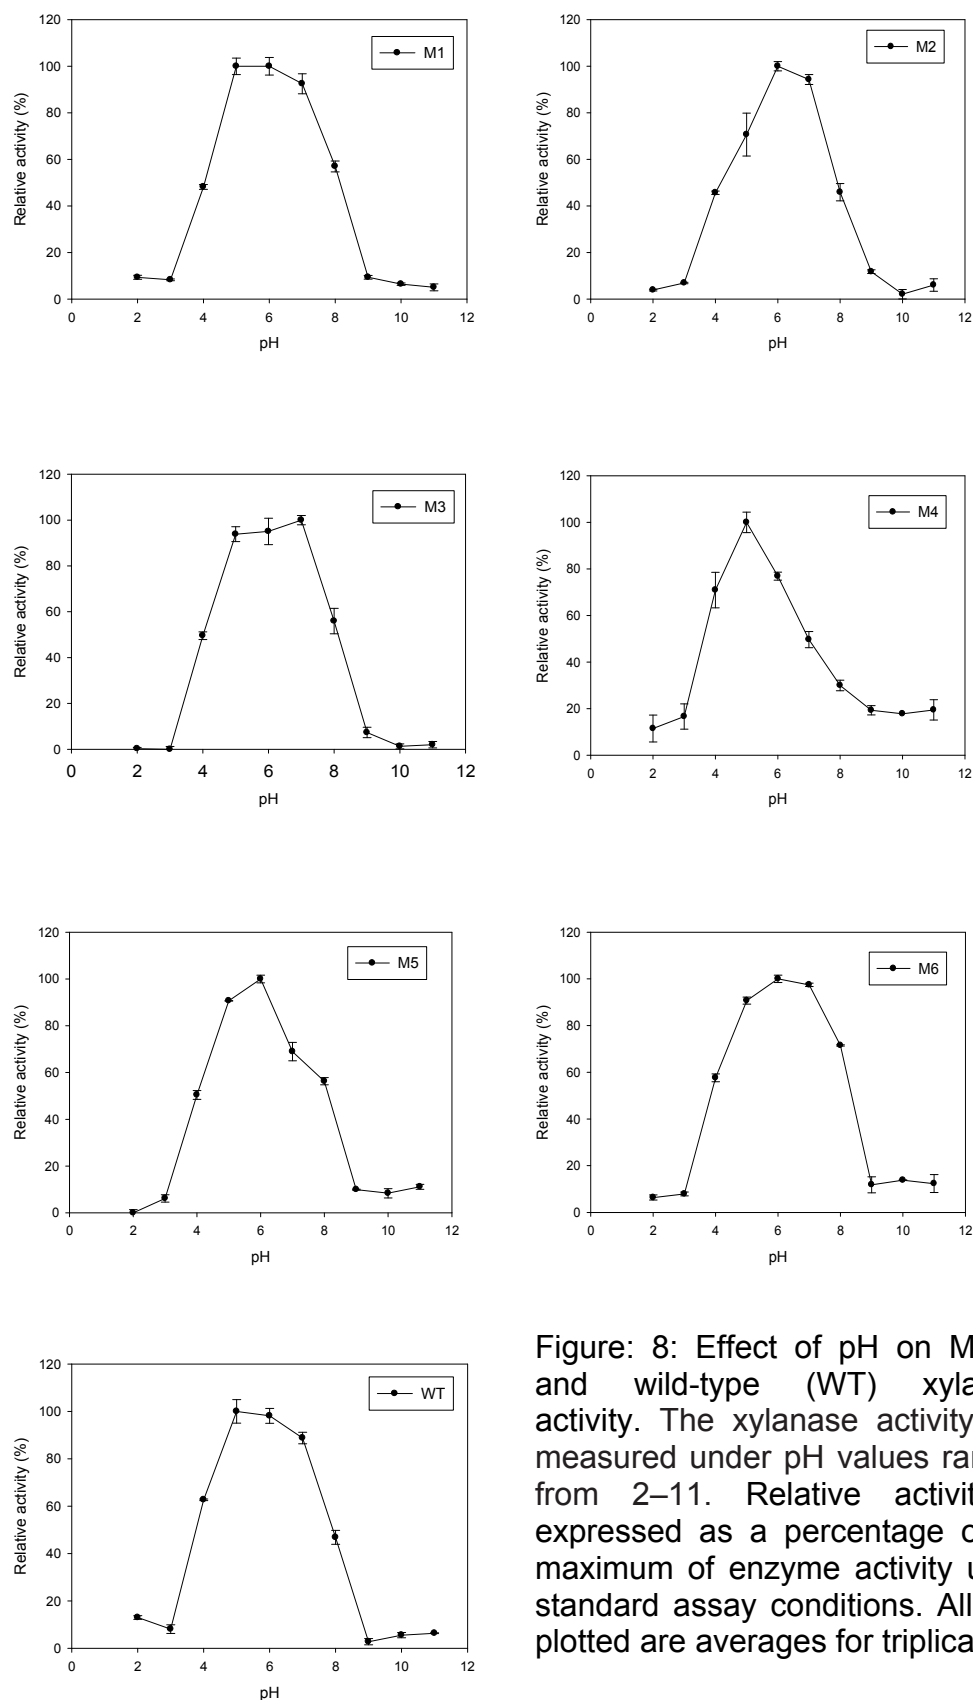 120
100
80
60
40
20
0
0 2 4 6 8 10 12
Relative activity (%)
pH
M1
120
100
80
60
40
20
0
0 2 4 6 8 10 12
Relative activity (%)
pH
M2
120
100
80
60
40
20
0
0 2 4 6 8 10 12
Relative activity (%)
pH
M3
120
100
80
60
40
20
0
0 2 4 6 8 10 12
Relative activity (%)
pH
M4
120
100
80
60
40
20
0
0 2 4 6 8 10 12
Relative activity (%)
pH
M5
120
100
80
60
40
20
0
0 2 4 6 8 10 12
Relative activity (%)
pH
M6
120
100
80
60
40
20
0
0 2 4 6 8 10 12
Relative activity (%)
pH
WT
Figure: 8: Effect of pH on M
and wild-type (WT) xyla
activity. The xylanase activity
measured under pH values ran
from 2–11. Relative activit
expressed as a percentage o
maximum of enzyme activity u
standard assay conditions. All
plotted are averages for triplica